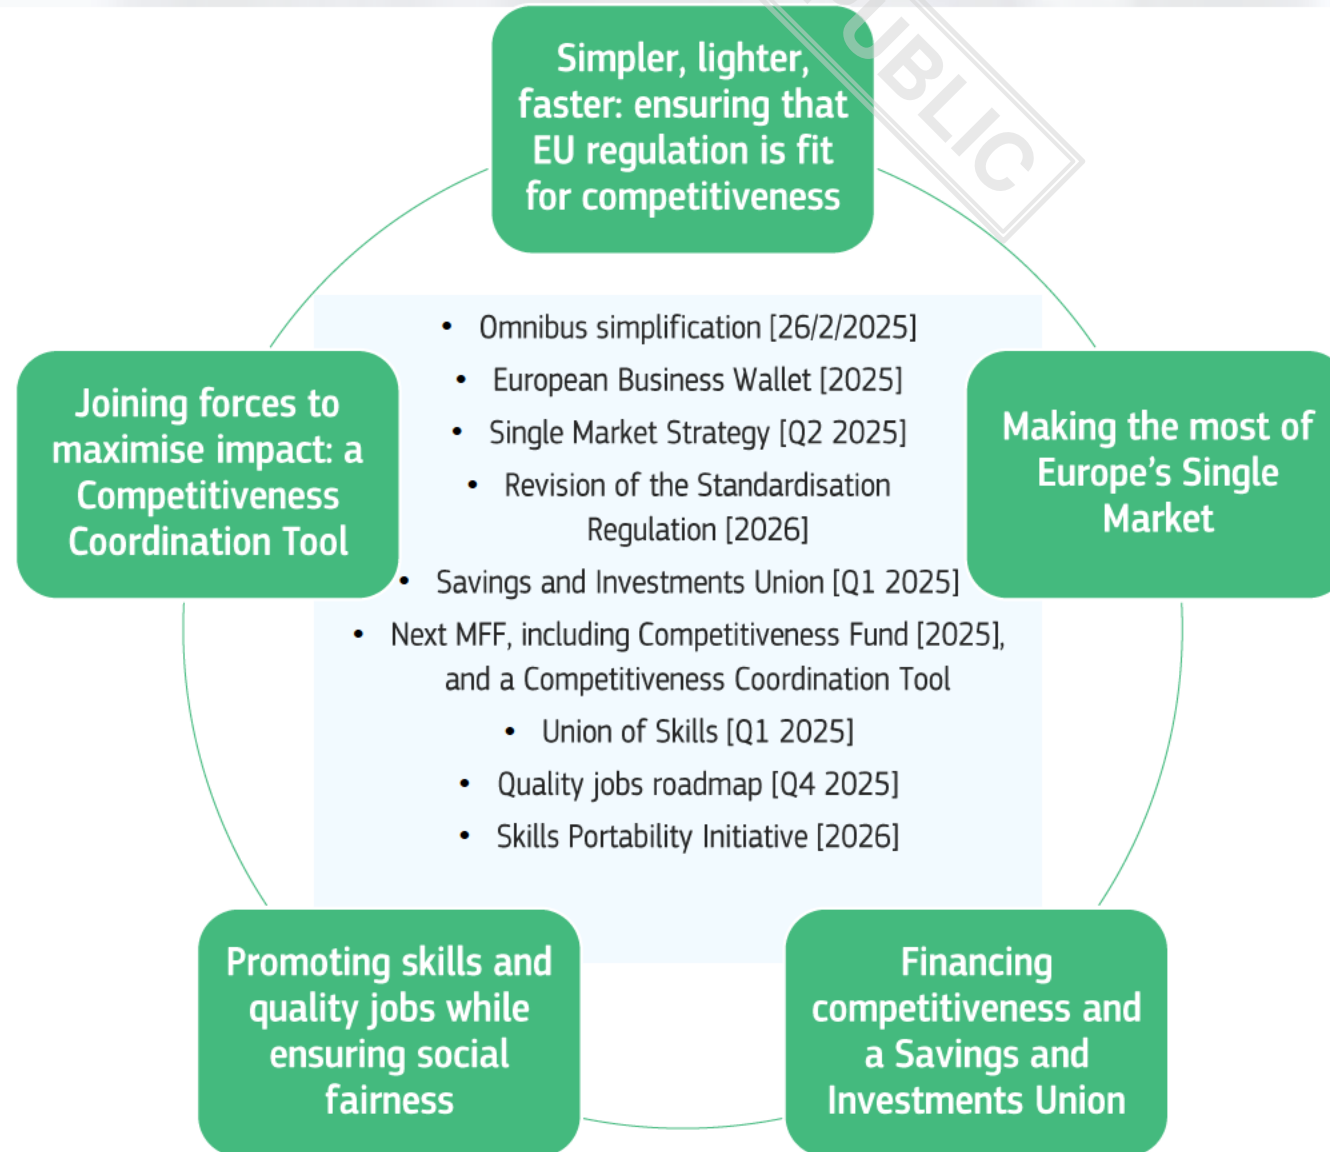 Simpler, lighter,
faster: ensuring that
EU regulation is fit
for competitiveness
PUBLIC
• Omnibus simplification [26/2/2025]
• European Business Wallet [2025]
• Single Market Strategy [Q2 2025]
• Revision of the Standardisation
Regulation [2026]
• Savings and Investments Union [Q1 2025]
• Next MFF, including Competitiveness Fund [2025],
and a Competitiveness Coordination Tool
• Union of Skills [Q1 2025]
• Quality jobs roadmap [Q4 2025]
• Skills Portability Initiative [2026]
Joining forces to
maximise impact: a
Competitiveness
Coordination Tool
Making the most of
Europe’s Single
Market
Promoting skills and
quality jobs while
ensuring social
fairness
Financing
competitiveness and
a Savings and
Investments Union